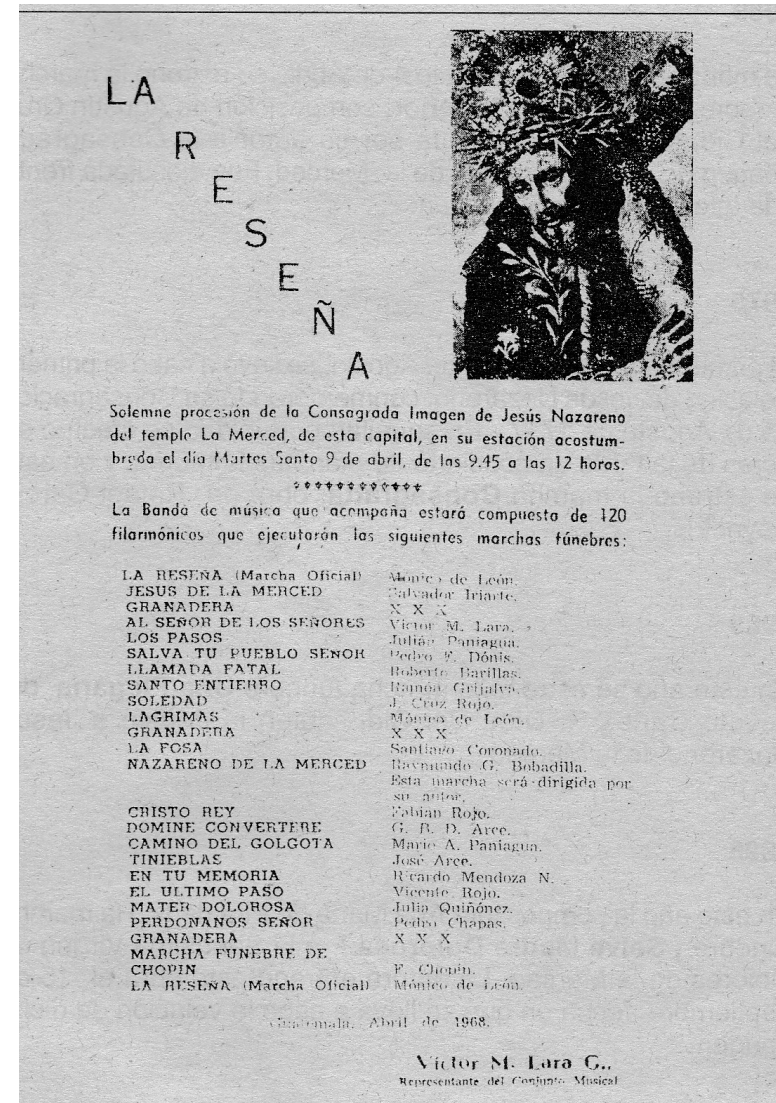 LA
R
E
S
E
Ñ
A
Solemne procesión de la Consagrada Imagen de Jesús Nazareno
del templo La Merced, de esta capital, en su estación acostum-
brada el día Martes Santo 9 de abril, de las 9.45 a las 12 horas.
La Banda de música que acompaña estará compuesta de 120
filarmónicos que ejecutarán las siguientes marchas fúnebres:
LA RESEÑA (Marcha Oficial) Mónico de León.
JESUS DE LA MERCED Salvador Iriarte.
GRANADERA X X X
AL SEÑOR DE LOS SEÑORES Víctor M. Lara.
LOS PASOS Julián Paniagua.
SALVA TU PUEBLO SEÑOR Pedro F. Dónis.
LLAMADA FATAL Roberto Barillas.
SANTO ENTIERRO Ramón Grijalva.
SOLEDAD J. Cruz Rojo.
LAGRIMAS Mónico de León.
GRANADERA X X X
LA FOSA Santiago Coronado.
NAZARENO DE LA MERCED Raymundo G. Bobadilla.
Esta marcha será dirigida por
su autor.
CRISTO REY Fabian Rojo.
DOMINE CONVERTERE G. B. D. Arce.
CAMINO DEL GOLGOTA Mario A. Paniagua.
TINIEBLAS José Arce.
EN TU MEMORIA Ricardo Mendoza N.
EL ULTIMO PASO Vicente Rojo.
MATER DOLOROSA Julia Quiñónez.
PERDONANOS SEÑOR Pedro Chapas.
GRANADERA X X X
MARCHA FUNEBRE DE
CHOPIN F. Chopin.
LA RESEÑA (Marcha Oficial) Mónico de León.
Guatemala, Abril de 1968.
Víctor M. Lara G.,
Representante del Conjunto Musical